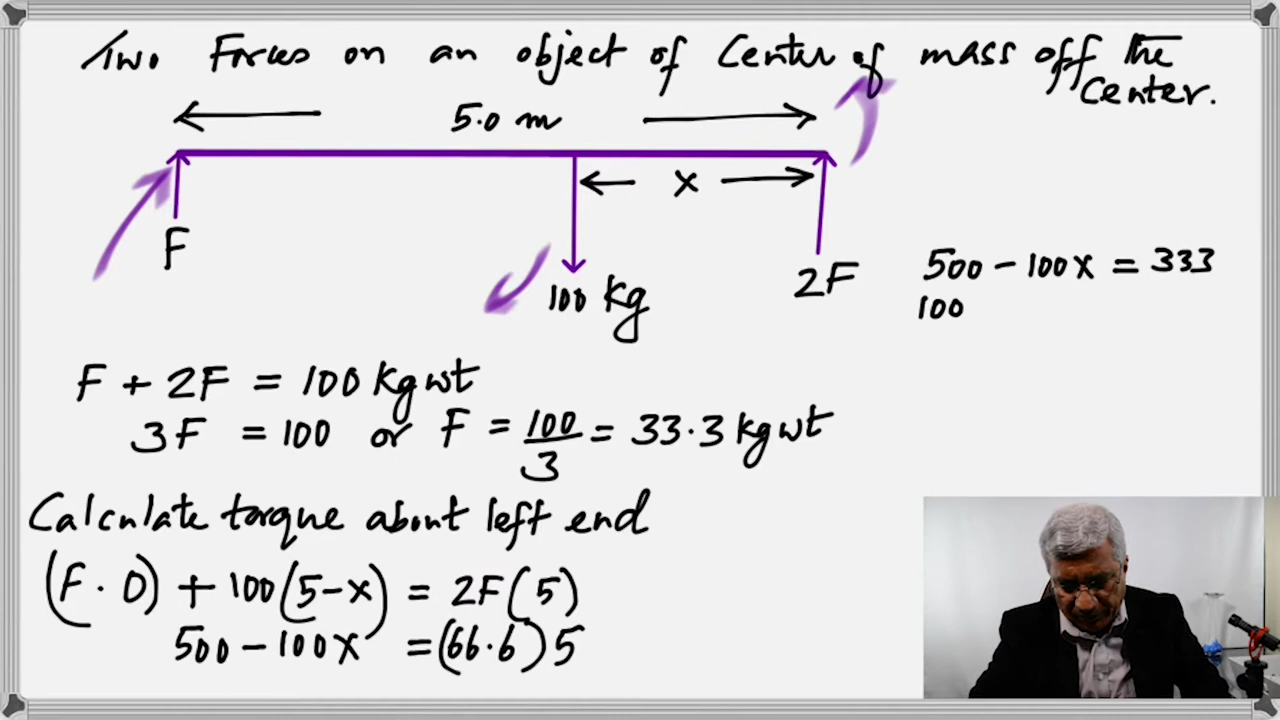 Two Forces on an object of Center of mass off the
Center.
5.0 m
x
F
100 kg
2F
500 - 100x = 333
100
F + 2F = 100 kgwt
3F = 100 or F = 100/3 = 33.3 kgwt
Calculate torque about left end
(F · 0) + 100(5-x) = 2F(5)
500 - 100x = (66.6)5